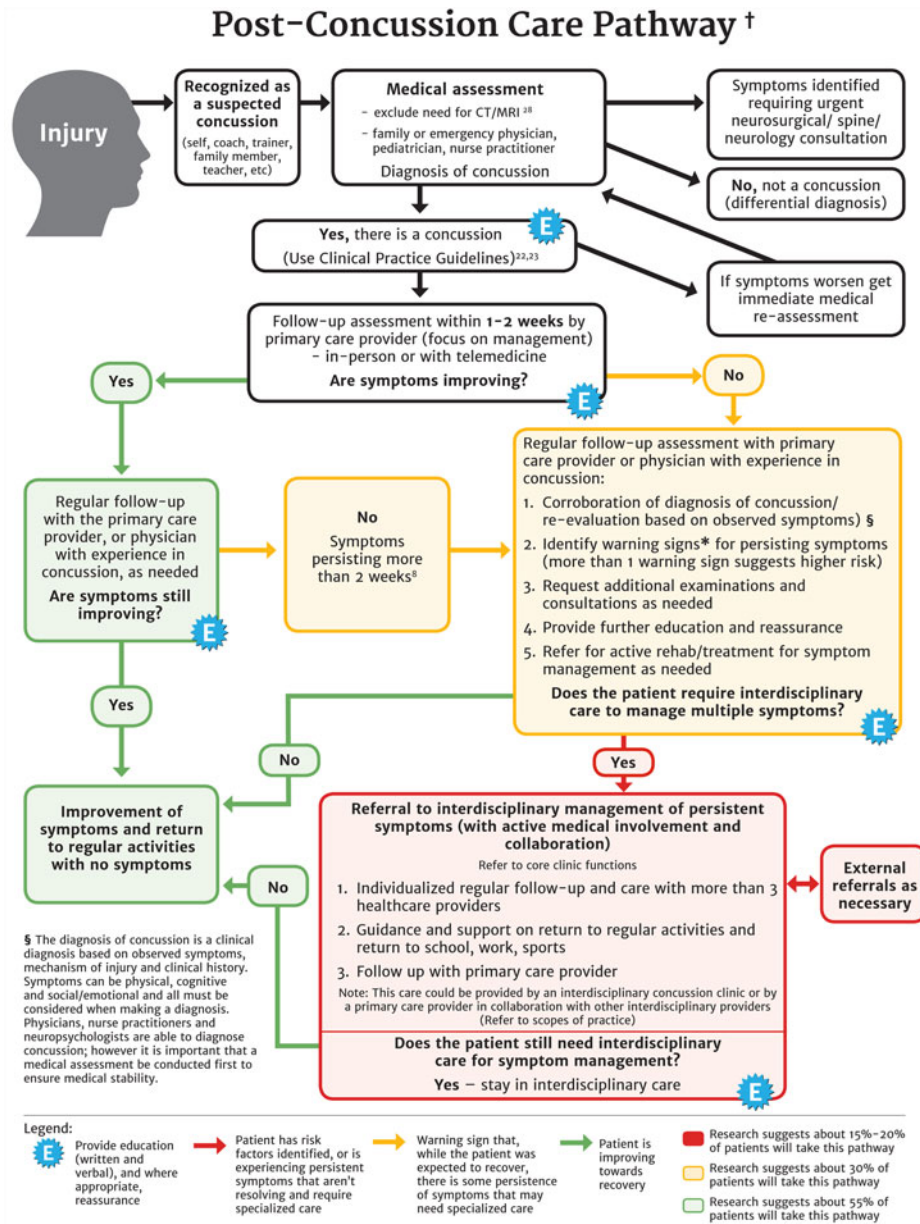 Post-Concussion Care Pathway †
Injury
Recognized as
a suspected
concussion
(self, coach, trainer,
family member,
teacher, etc)
Medical assessment
– exclude need for CT/MRI ²⁸
– family or emergency physician,
pediatrician, nurse practitioner
Diagnosis of concussion
Symptoms identified
requiring urgent
neurosurgical/ spine/
neurology consultation
No, not a concussion
(differential diagnosis)
E
Yes, there is a concussion
(Use Clinical Practice Guidelines)²²,²³
If symptoms worsen get
immediate medical
re-assessment
Follow-up assessment within 1-2 weeks by
primary care provider (focus on management)
– in-person or with telemedicine
Are symptoms improving?
E
Yes
No
Regular follow-up
with the primary care
provider, or physician
with experience in
concussion, as needed
Are symptoms still
improving?
E
No
Symptoms
persisting more
than 2 weeks⁸
Regular follow-up assessment with primary
care provider or physician with experience in
concussion:
1. Corroboration of diagnosis of concussion/
re-evaluation based on observed symptoms) §
2. Identify warning signs* for persisting symptoms
(more than 1 warning sign suggests higher risk)
3. Request additional examinations and
consultations as needed
4. Provide further education and reassurance
5. Refer for active rehab/treatment for symptom
management as needed
Does the patient require interdisciplinary
care to manage multiple symptoms?
E
Yes
No
Yes
Improvement of
symptoms and return
to regular activities
with no symptoms
No
Referral to interdisciplinary management of persistent
symptoms (with active medical involvement and
collaboration)
Refer to core clinic functions
1. Individualized regular follow-up and care with more than 3
healthcare providers
2. Guidance and support on return to regular activities and
return to school, work, sports
3. Follow up with primary care provider
Note: This care could be provided by an interdisciplinary concussion clinic or by
a primary care provider in collaboration with other interdisciplinary providers
(Refer to scopes of practice)
Does the patient still need interdisciplinary
care for symptom management?
Yes – stay in interdisciplinary care
E
External
referrals as
necessary
§ The diagnosis of concussion is a clinical
diagnosis based on observed symptoms,
mechanism of injury and clinical history.
Symptoms can be physical, cognitive
and social/emotional and all must be
considered when making a diagnosis.
Physicians, nurse practitioners and
neuropsychologists are able to diagnose
concussion; however it is important that a
medical assessment be conducted first to
ensure medical stability.
Legend:
E
Provide education
(written and
verbal), and where
appropriate,
reassurance
Patient has risk
factors identified, or is
experiencing persistent
symptoms that aren't
resolving and require
specialized care
Warning sign that,
while the patient was
expected to recover,
there is some persistence
of symptoms that may
need specialized care
Patient is
improving
towards
recovery
Research suggests about 15%-20%
of patients will take this pathway
Research suggests about 30% of
patients will take this pathway
Research suggests about 55% of
patients will take this pathway